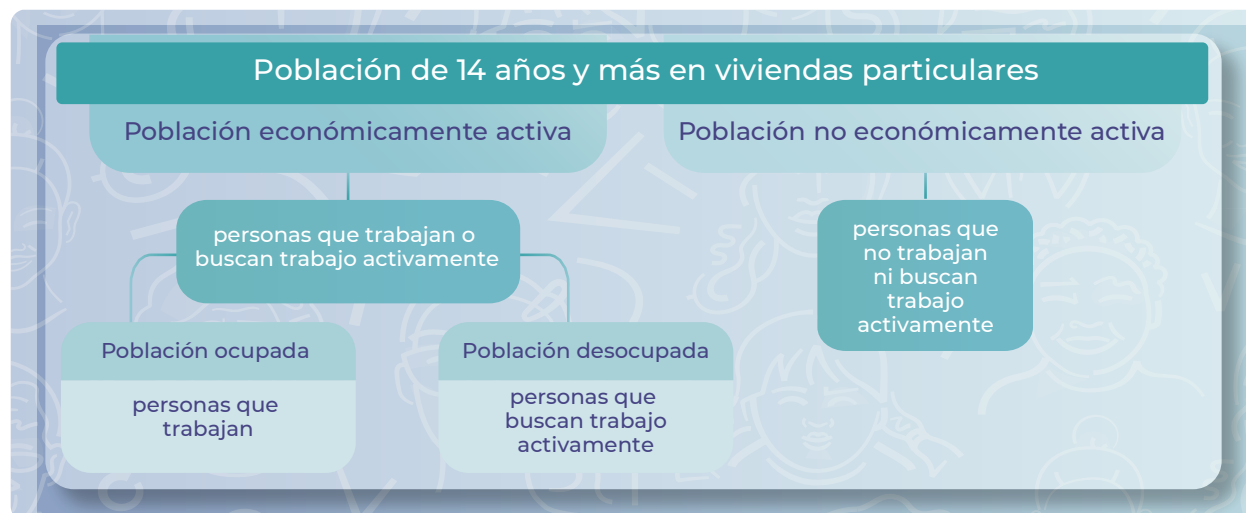 Población de 14 años y más en viviendas particulares
Población económicamente activa
Población no económicamente activa
personas que trabajan o
buscan trabajo activamente
personas que
no trabajan
ni buscan
trabajo
activamente
Población ocupada
personas que
trabajan
Población desocupada
personas que
buscan trabajo
activamente